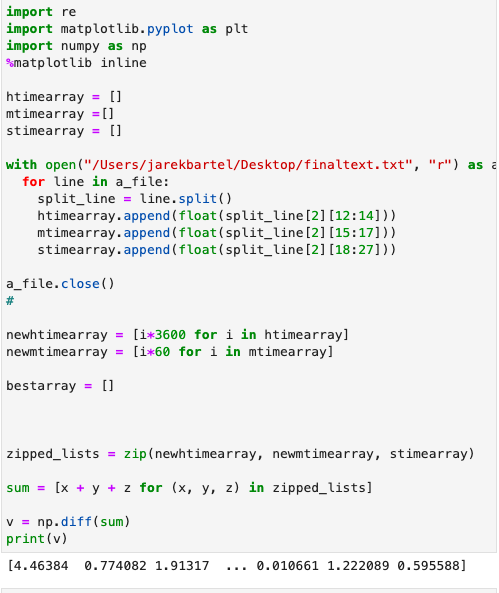 import re
import matplotlib.pyplot as plt
import numpy as np
%matplotlib inline

htimearray = []
mtimearray =[]
stimearray = []

with open("/Users/jarekbartel/Desktop/finaltext.txt", "r") as a
  for line in a_file:
    split_line = line.split()
    htimearray.append(float(split_line[2][12:14]))
    mtimearray.append(float(split_line[2][15:17]))
    stimearray.append(float(split_line[2][18:27]))

a_file.close()
#

newhtimearray = [i*3600 for i in htimearray]
newmtimearray = [i*60 for i in mtimearray]

bestarray = []



zipped_lists = zip(newhtimearray, newmtimearray, stimearray)

sum = [x + y + z for (x, y, z) in zipped_lists]

v = np.diff(sum)
print(v)
[4.46384  0.774082 1.91317  ... 0.010661 1.222089 0.595588]